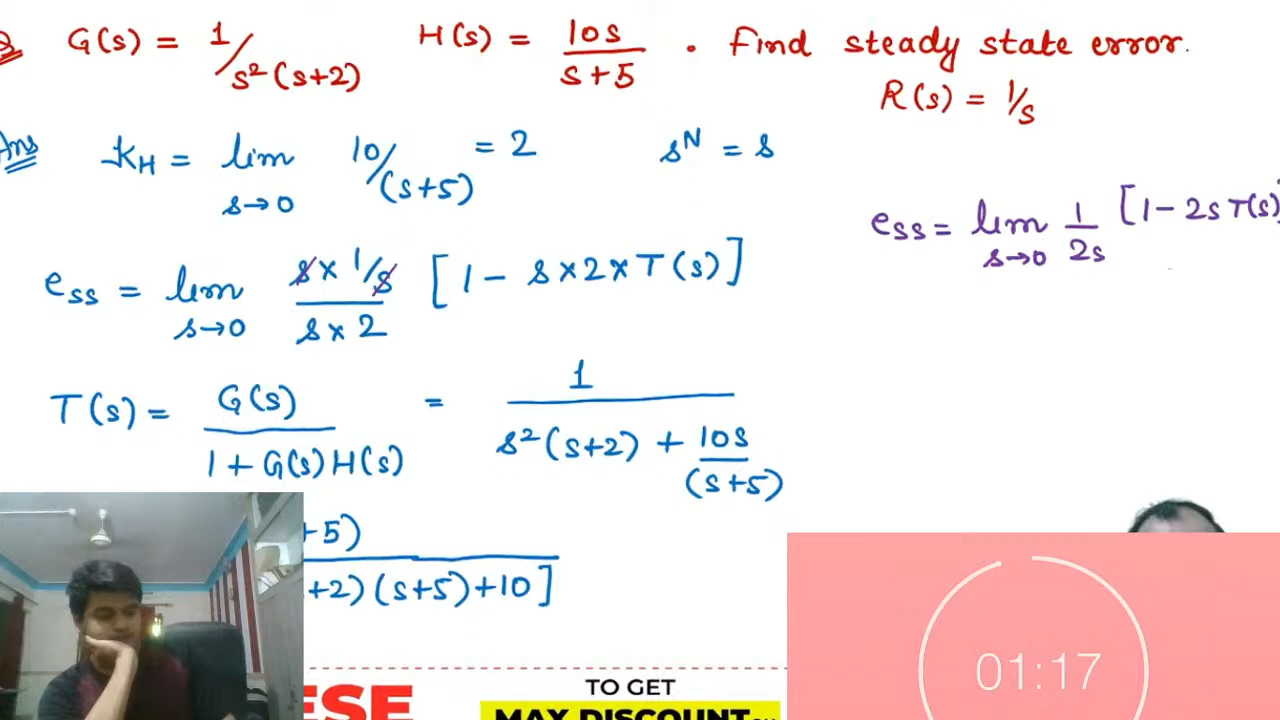 G(s) = 1/s²(s+2) H(s) = 10s/s+5 . Find steady state error.
R(s) = 1/s
Ans K_H = lim s→0 10/(s+5) = 2 s^N = s
e_ss = lim s→0 1/2s [1 - 2s T(s)
e_ss = lim s→0 s x 1/s / s x 2 [1 - s x 2 x T(s)]
T(s) = G(s) / 1 + G(s) H(s) = 1 / s²(s+2) + 10s/(s+5)
+5)
+2)(s+5)+10]
01:17
ESE
TO GET
MAX DISCOUNT